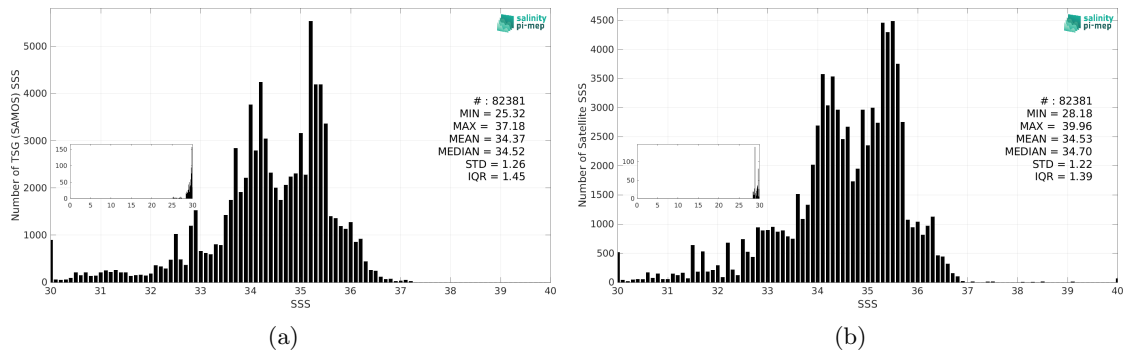 salinity
pi-mep
Number of TSG (SAMOS) SSS
5000
4000
3000
2000
1000
0
# : 82381
MIN = 25.32
MAX = 37.18
MEAN = 34.37
MEDIAN = 34.52
STD = 1.26
IQR = 1.45
150
100
50
0
0 5 10 15 20 25 30
30 31 32 33 34 35 36 37 38 39 40
SSS
(a)
salinity
pi-mep
Number of Satellite SSS
4500
4000
3500
3000
2500
2000
1500
1000
500
0
# : 82381
MIN = 28.18
MAX = 39.96
MEAN = 34.53
MEDIAN = 34.70
STD = 1.22
IQR = 1.39
100
50
0
0 5 10 15 20 25 30
30 31 32 33 34 35 36 37 38 39 40
SSS
(b)